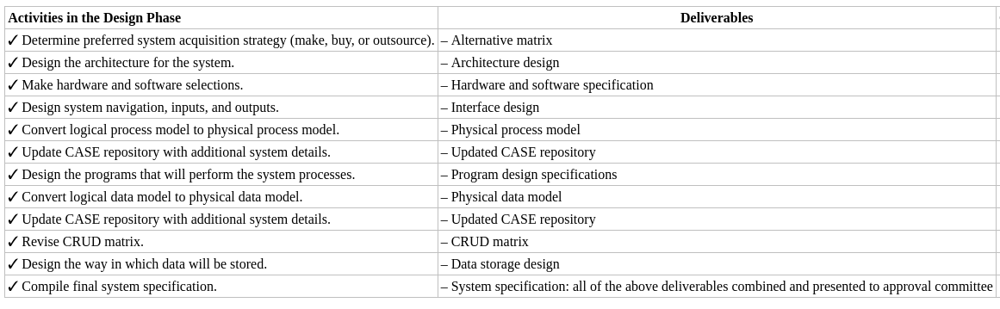 Activities in the Design Phase Deliverables
✓ Determine preferred system acquisition strategy (make, buy, or outsource). – Alternative matrix
✓ Design the architecture for the system. – Architecture design
✓ Make hardware and software selections. – Hardware and software specification
✓ Design system navigation, inputs, and outputs. – Interface design
✓ Convert logical process model to physical process model. – Physical process model
✓ Update CASE repository with additional system details. – Updated CASE repository
✓ Design the programs that will perform the system processes. – Program design specifications
✓ Convert logical data model to physical data model. – Physical data model
✓ Update CASE repository with additional system details. – Updated CASE repository
✓ Revise CRUD matrix. – CRUD matrix
✓ Design the way in which data will be stored. – Data storage design
✓ Compile final system specification. – System specification: all of the above deliverables combined and presented to approval committee